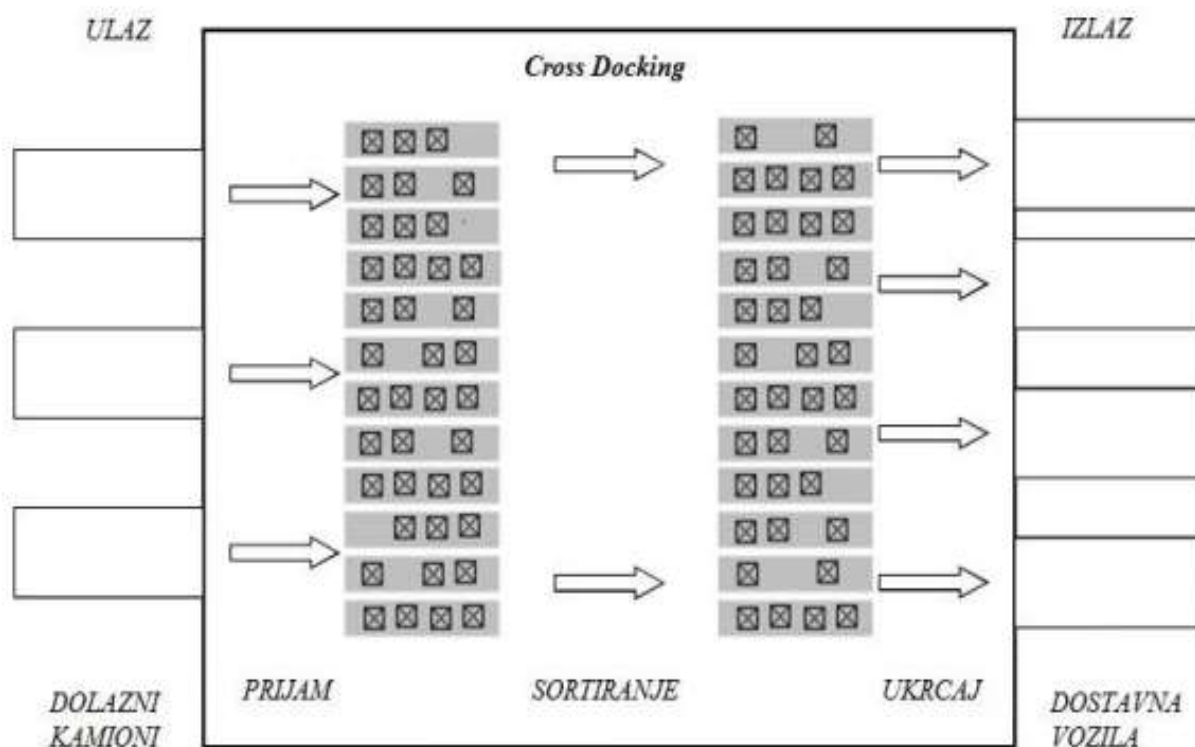 ULAZ
IZLAZ
Cross Docking
PRIJAM
SORTIRANJE
UKRCAJ
DOLAZNI
KAMIONI
DOSTAVNA
VOZILA